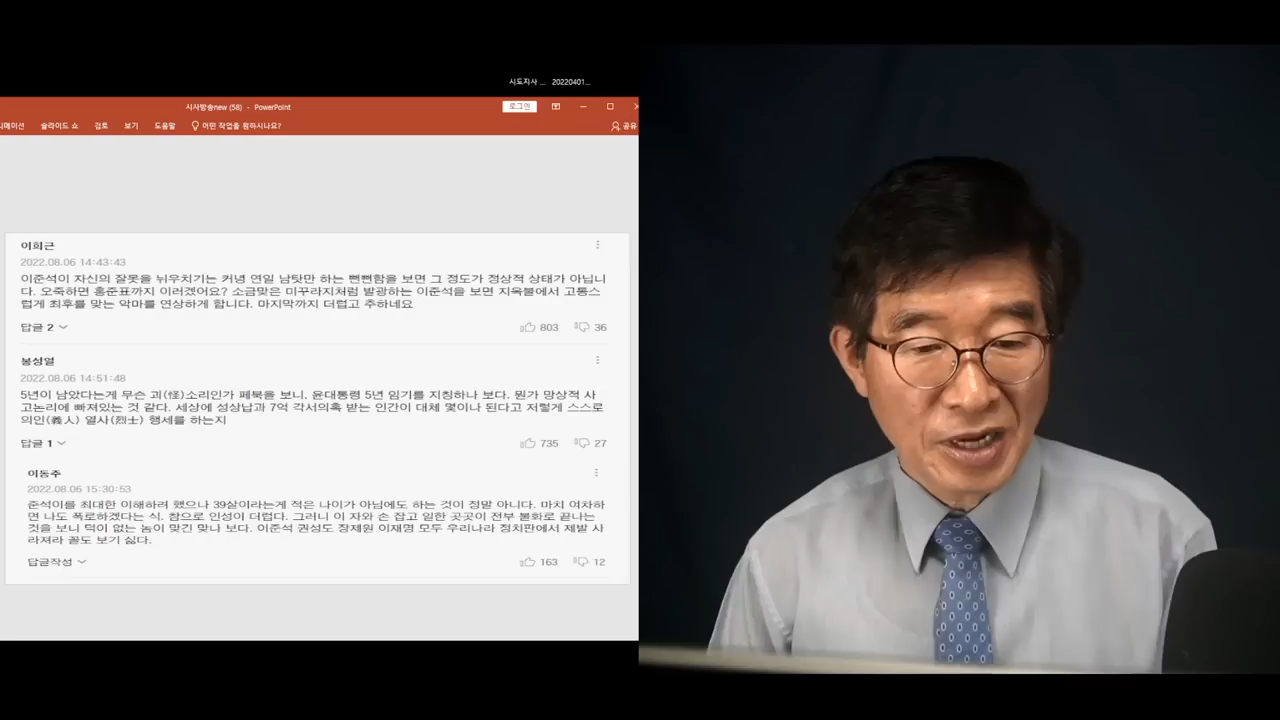 시도지사 ... 20220401...
시사방송new (58) - PowerPoint
로그인
니메이션 슬라이드 쇼 검토 보기 도움말 어떤 작업을 원하시나요?
공유
이희근
2022.08.06 14:43:43
이준석이 자신의 잘못을 뉘우치기는 커녕 연일 남탓만 하는 뻔뻔함을 보면 그 정도가 정상적 상태가 아닙니
다. 오죽하면 홍준표까지 이러겠어요? 소금맞은 미꾸라지처럼 발광하는 이준석을 보면 지옥불에서 고통스
럽게 최후를 맞는 악마를 연상하게 합니다. 마지막까지 더럽고 추하네요
답글 2
803 36
봉성열
2022.08.06 14:51:48
5년이 남았다는게 무슨 괴(怪)소리인가 페북을 보니, 윤대통령 5년 임기를 지칭하나 보다. 뭔가 망상적 사
고논리에 빠져있는 것 같다. 세상에 성상납과 7억 각서의혹 받는 인간이 대체 몇이나 된다고 저렇게 스스로
의인(義人) 열사(烈士) 행세를 하는지
답글 1
735 27
이동주
2022.08.06 15:30:53
준석이를 최대한 이해하려 했으나 39살이라는게 적은 나이가 아님에도 하는 것이 정말 아니다. 마치 여차하
면 나도 폭로하겠다는 식. 참으로 인성이 더럽다. 그러니 이 자와 손 잡고 일한 곳곳이 전부 불화로 끝나는
것을 보니 덕이 없는 놈이 맞긴 맞나 보다. 이준석 권성도 장제원 이재명 모두 우리나라 정치판에서 제발 사
라져라 꼴도 보기 싫다.
답글작성
163 12